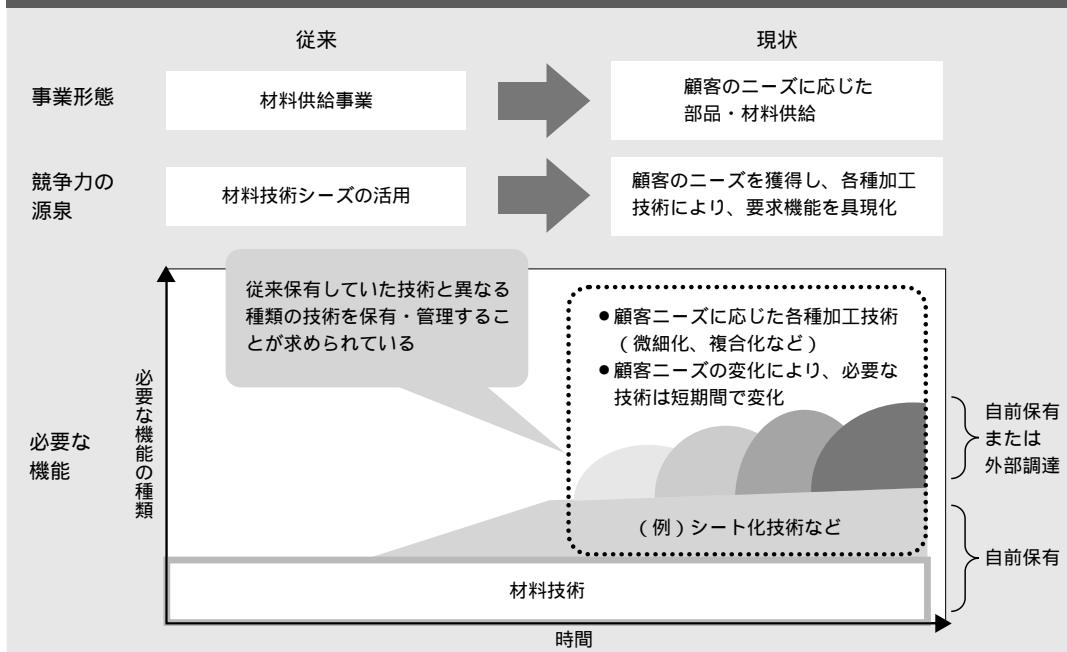 従来
現状
事業形態
材料供給事業
顧客のニーズに応じた
部品・材料供給
競争力の
源泉
材料技術シーズの活用
顧客のニーズを獲得し、各種加工
技術により、要求機能を具現化
必要な
機能
必要な機能の種類
従来保有していた技術と異なる
種類の技術を保有・管理するこ
とが求められている
●顧客ニーズに応じた各種加工技術
(微細化、複合化など)
●顧客ニーズの変化により、必要な
技術は短期間で変化
(例)シート化技術など
材料技術
時間
自前保有
または
外部調達
自前保有